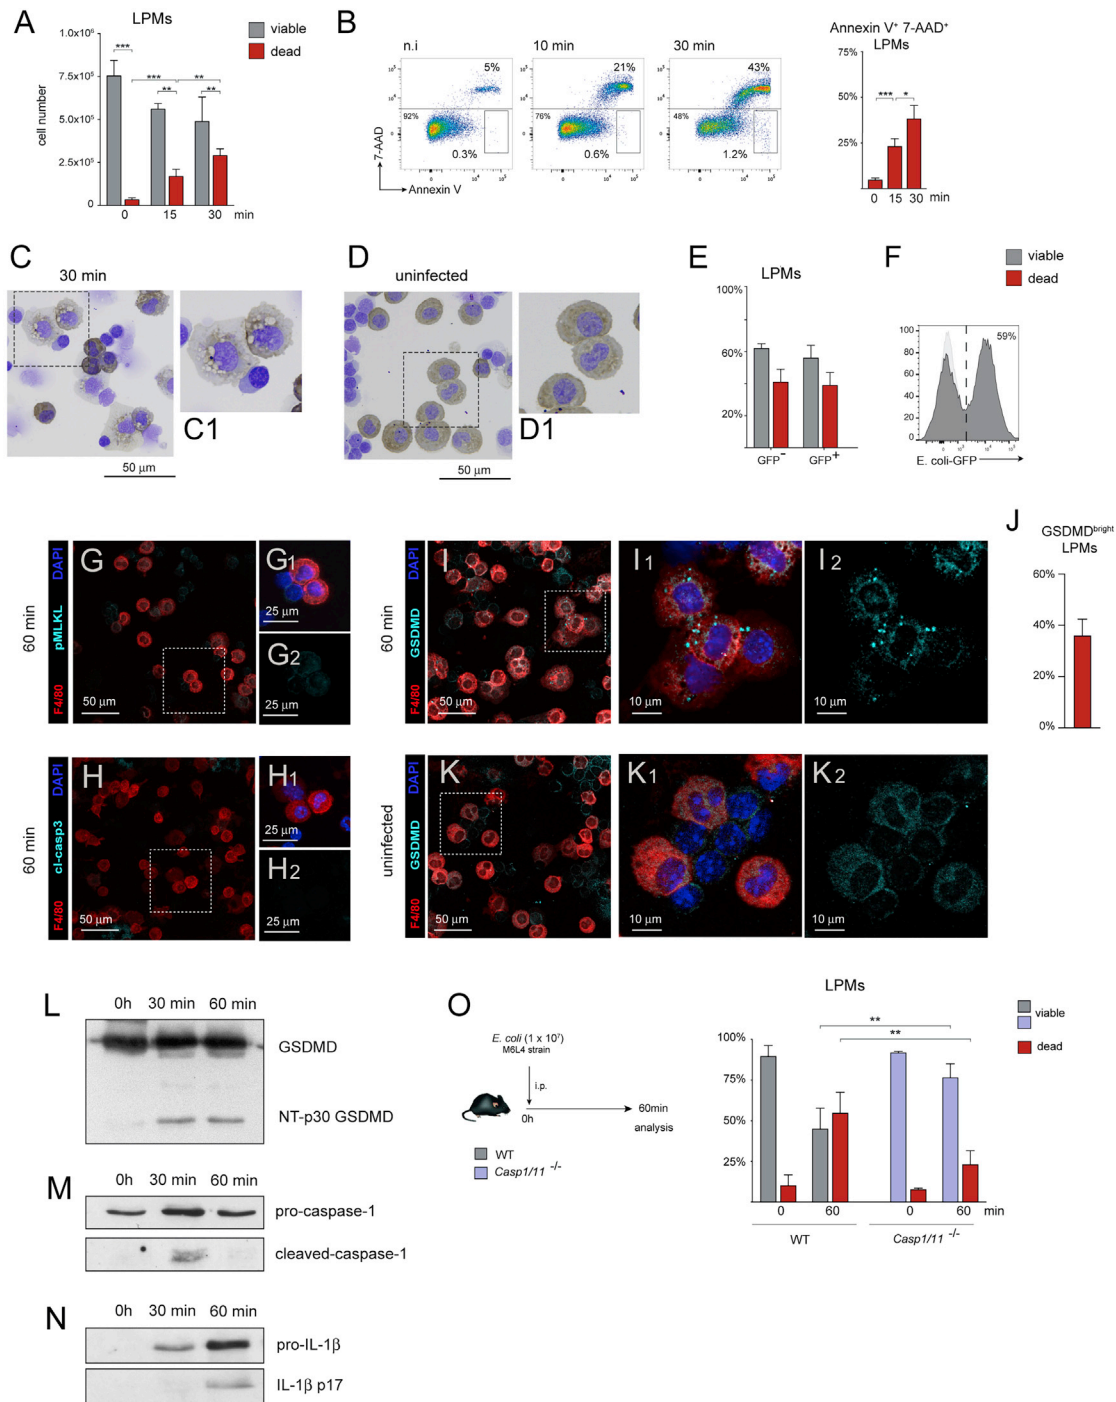 A
LPMs
viable
dead
1.0x10⁶
7.5x10⁵
5.0x10⁵
2.5x10⁵
0
cell number
*** *** ** ** **
0 15 30 min
B
n.i 10 min 30 min
5% 21% 43%
92% 76% 48%
0.3% 0.6% 1.2%
7-AAD
Annexin V
Annexin V⁺ 7-AAD⁺
LPMs
75%
50%
25%
*** *
0 15 30
min
C
30 min
C1
50 μm
D
uninfected
D1
50 μm
E
LPMs
100%
60%
20%
GFP⁻ GFP⁺
F
viable
dead
100
80
60
40
20
0
59%
E. coli-GFP
60 min
F4/80 pMLKL DAPI
G
50 μm
G1
25 μm
G2
25 μm
60 min
F4/80 GSDMD DAPI
I
50 μm
I1
10 μm
I2
10 μm
J
GSDMDᵇʳⁱᵍʰᵗ
LPMs
60%
40%
20%
0%
60 min
F4/80 cl-casp3 DAPI
H
50 μm
H1
25 μm
H2
25 μm
uninfected
F4/80 GSDMD DAPI
K
50 μm
K1
10 μm
K2
10 μm
L
0h 30 min 60 min
GSDMD
NT-p30 GSDMD
M
0h 30 min 60 min
pro-caspase-1
cleaved-caspase-1
N
0h 30 min 60 min
pro-IL-1β
IL-1β p17
O
E. coli (1 x 10⁷)
M6L4 strain
i.p.
0h
60min
analysis
WT
Casp1/11 -/-
LPMs
viable
dead
**
**
100%
75%
50%
25%
0 60 0 60 min
WT Casp1/11 -/-